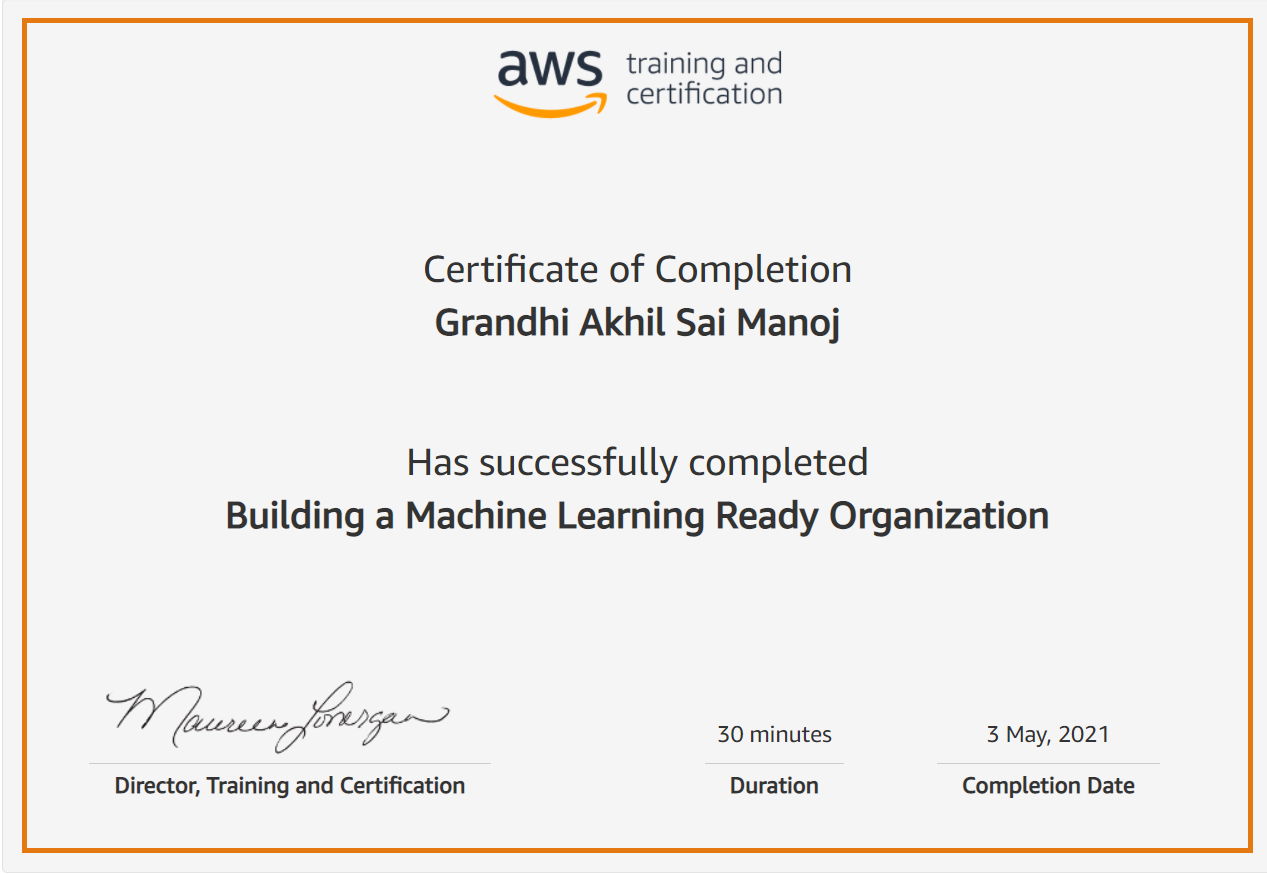 aws training and
certification
Certificate of Completion
Grandhi Akhil Sai Manoj
Has successfully completed
Building a Machine Learning Ready Organization
Maureen Lonergan
30 minutes
3 May, 2021
Director, Training and Certification
Duration
Completion Date